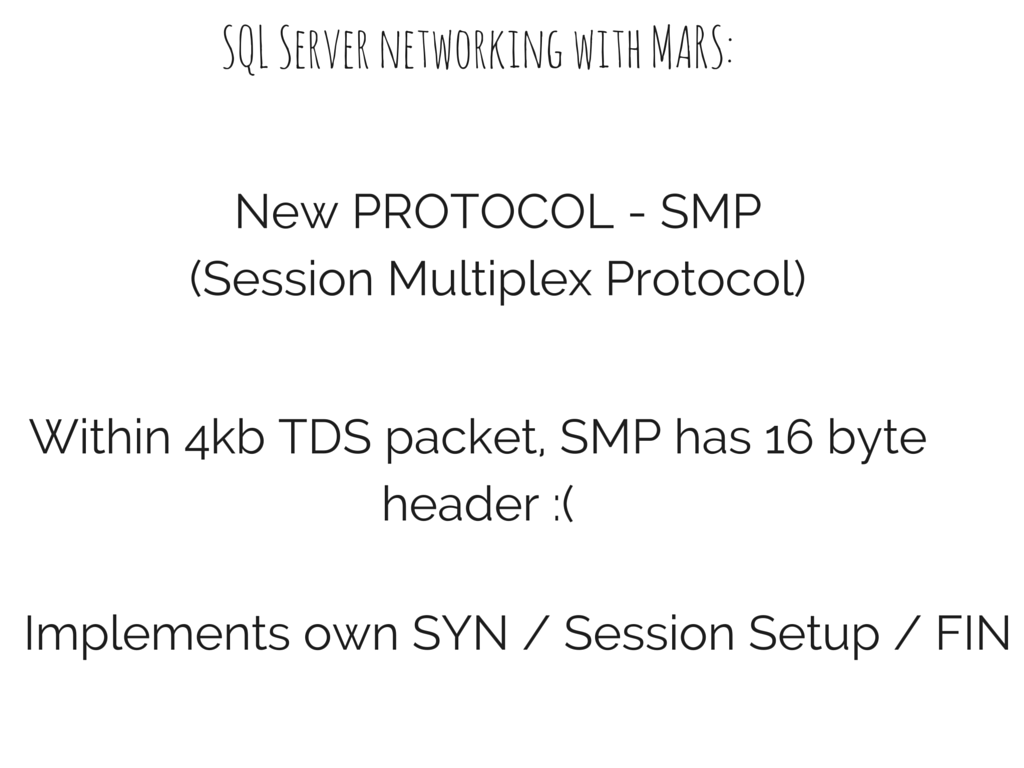 SQL Server networking with MARS:
New PROTOCOL - SMP
(Session Multiplex Protocol)
Within 4kb TDS packet, SMP has 16 byte
header :(
Implements own SYN / Session Setup / FIN